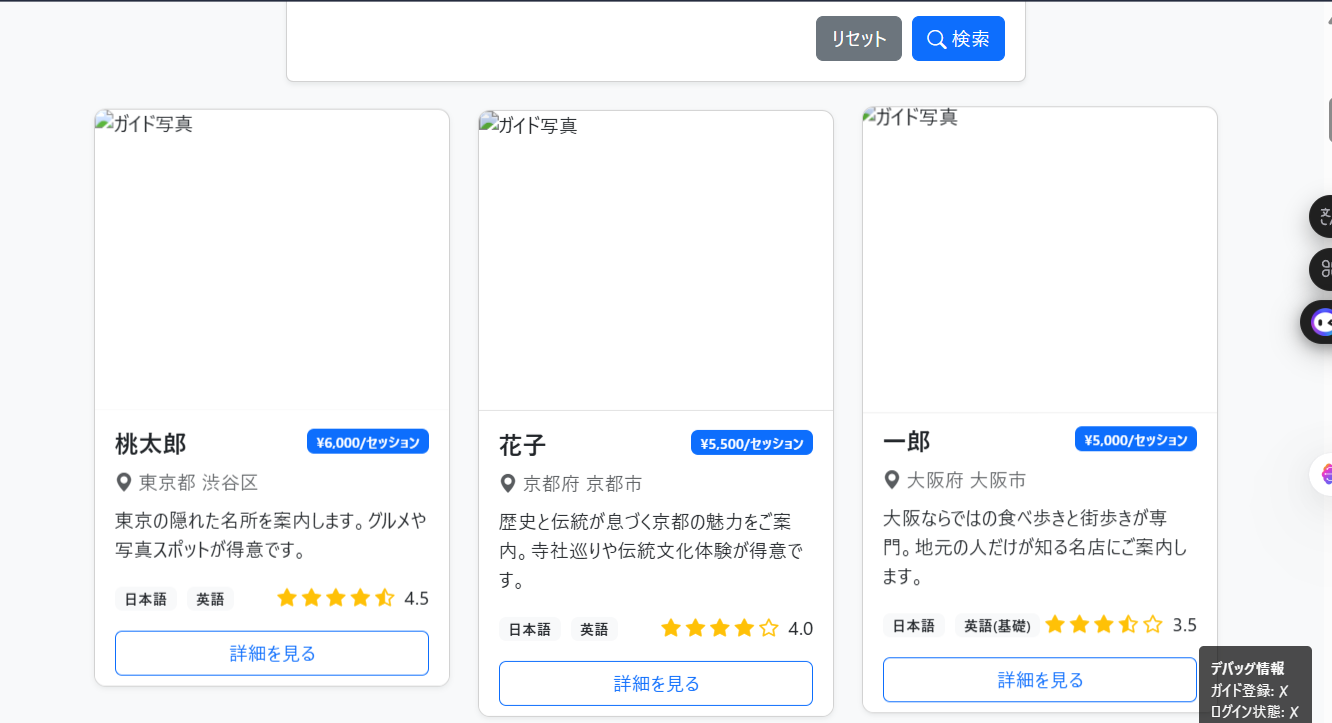 リセット
検索
ガイド写真
桃太郎
¥6,000/セッション
東京都 渋谷区
東京の隠れた名所を案内します。グルメや
写真スポットが得意です。
日本語 英語 4.5
詳細を見る
ガイド写真
花子
¥5,500/セッション
京都府 京都市
歴史と伝統が息づく京都の魅力をご案
内。寺社巡りや伝統文化体験が得意で
す。
日本語 英語 4.0
詳細を見る
ガイド写真
一郎
¥5,000/セッション
大阪府 大阪市
大阪ならではの食べ歩きと街歩きが専
門。地元の人だけが知る名店にご案内し
ます。
日本語 英語(基礎) 3.5
詳細を見る
文
デバッグ情報
ガイド登録: ✗
ログイン状態: ✗